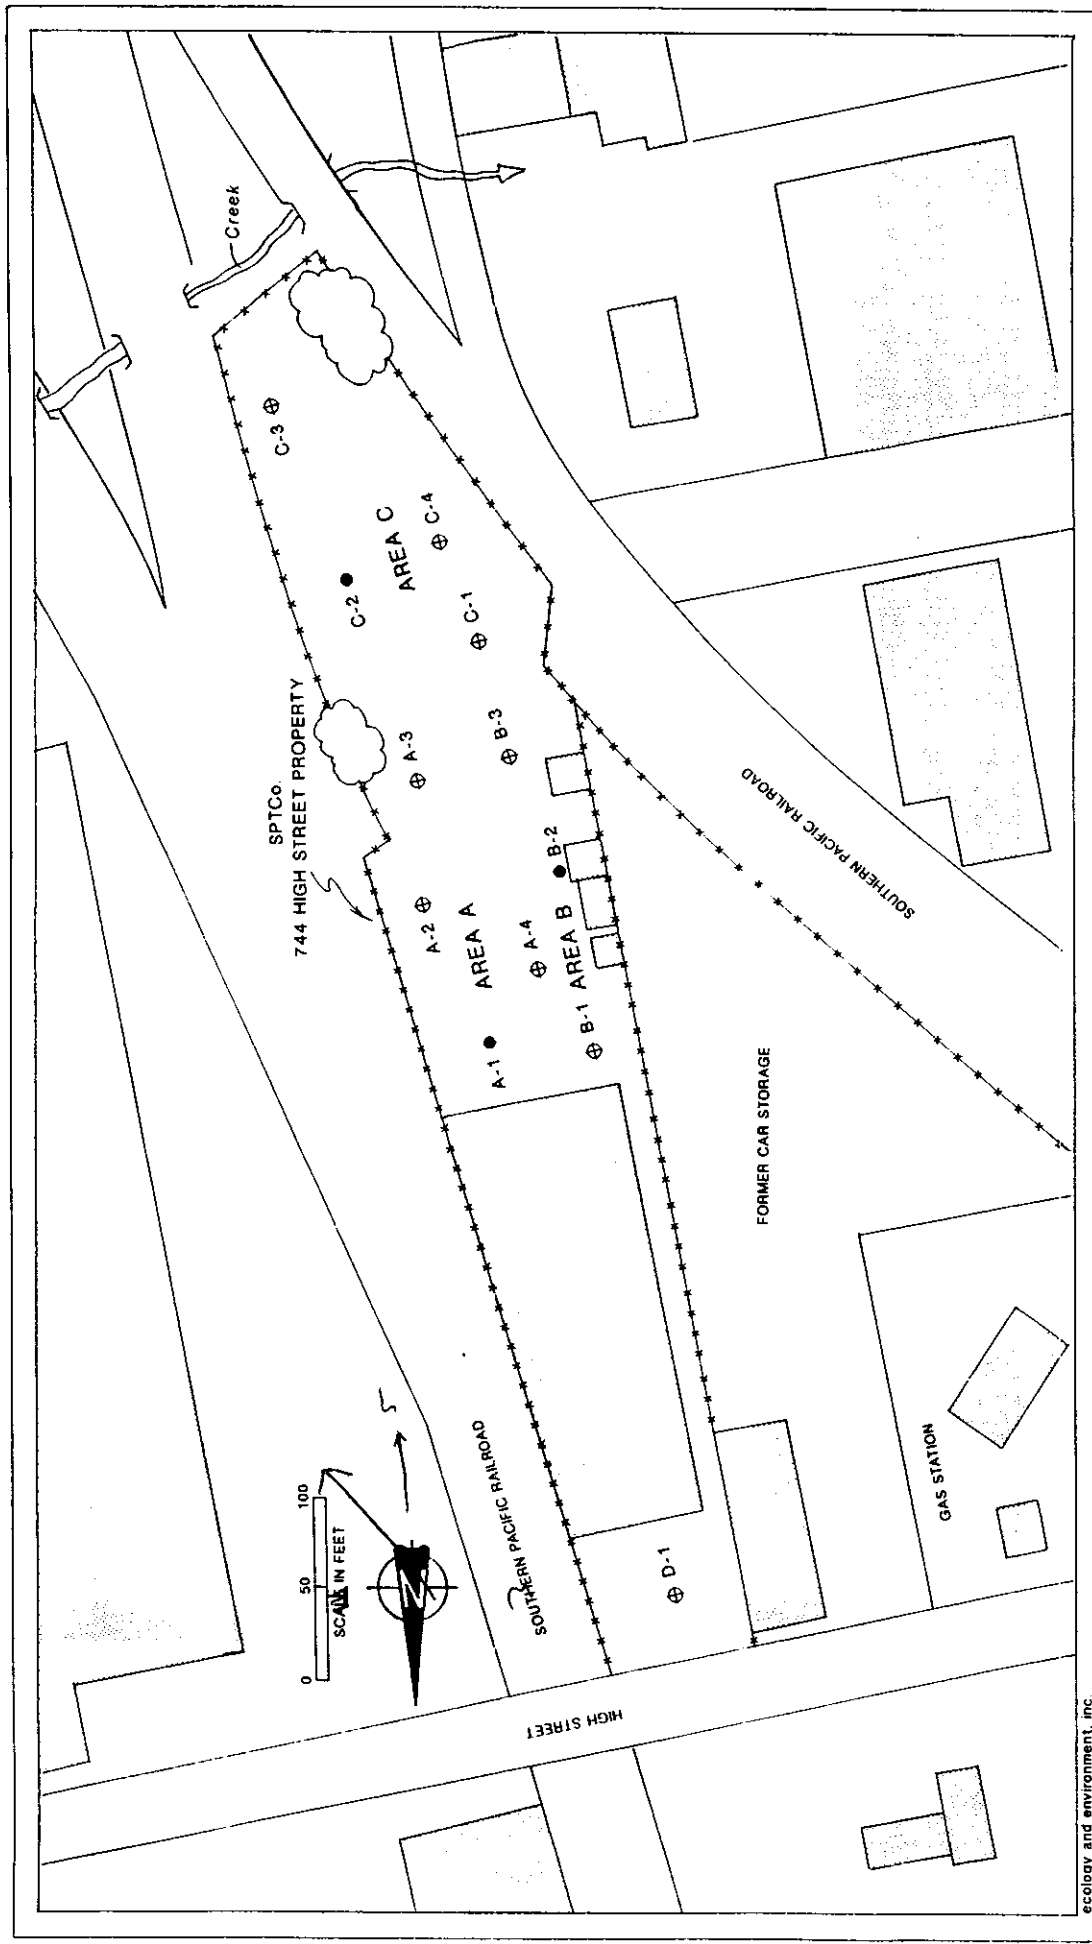 Creek
C-3
C-4
AREA C
C-2
C-1
SPTCo.
744 HIGH STREET PROPERTY
A-3
B-3
B-2
A-2
AREA A
A-4
AREA B
A-1
B-1
SOUTHERN PACIFIC RAILROAD
FORMER CAR STORAGE
GAS STATION
0 50 100
SCALE IN FEET
N
SOUTHERN PACIFIC RAILROAD
D-1
HIGH STREET
ecology and environment, inc.